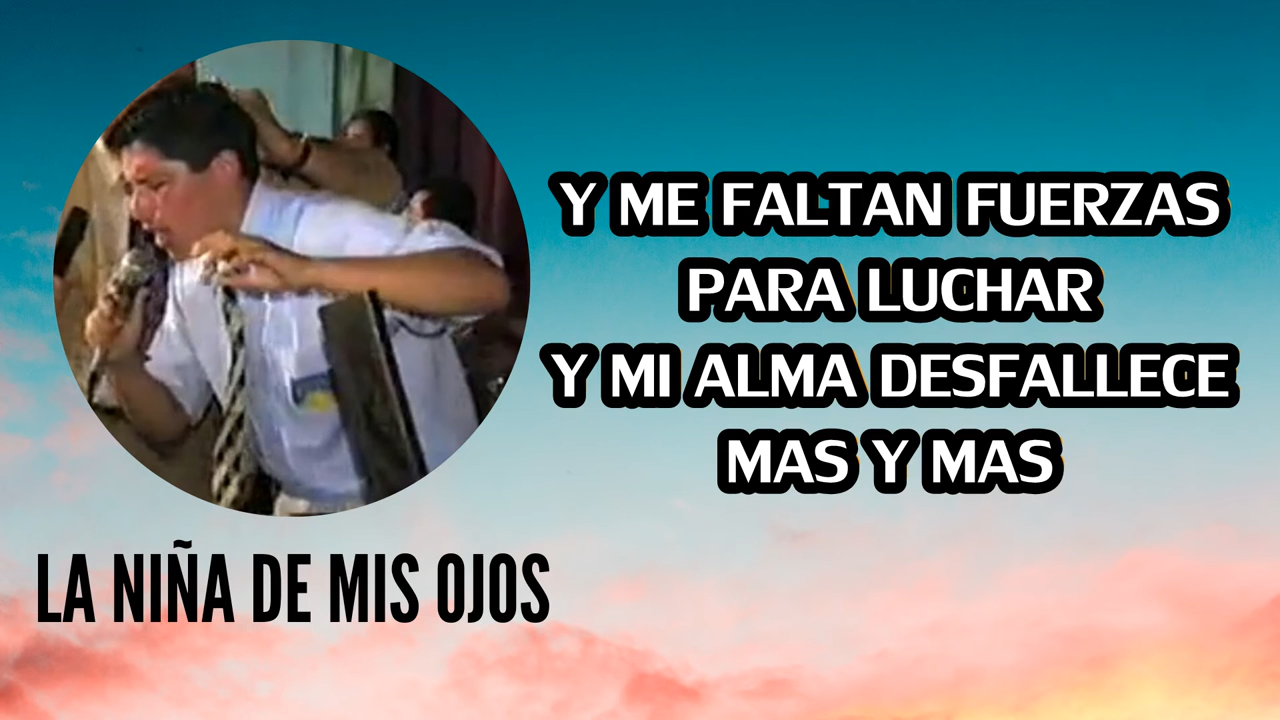 Y ME FALTAN FUERZAS
PARA LUCHAR
Y MI ALMA DESFALLECE
MAS Y MAS
LA NIÑA DE MIS OJOS